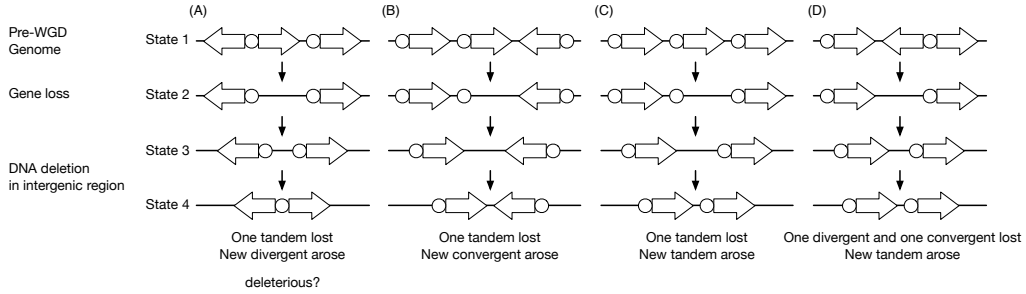 (A) (B) (C) (D)
Pre-WGD
Genome
State 1
Gene loss
State 2
State 3
DNA deletion
in intergenic region
State 4
One tandem lost
New divergent arose
deleterious?
One tandem lost
New convergent arose
One tandem lost
New tandem arose
One divergent and one convergent lost
New tandem arose